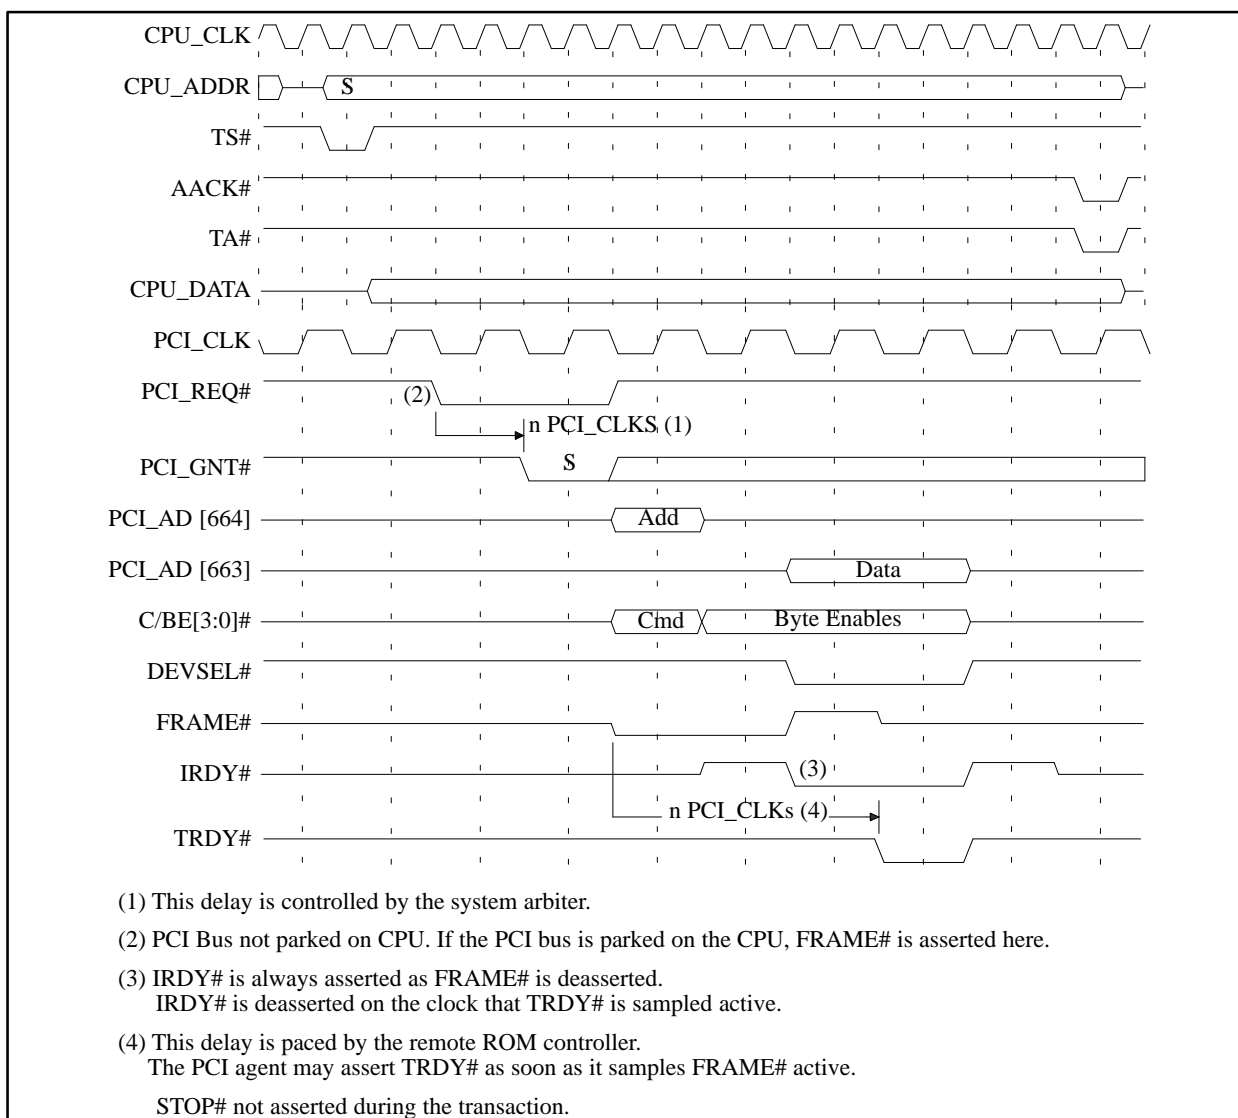 CPU_CLK
CPU_ADDR S
TS#
AACK#
TA#
CPU_DATA
PCI_CLK
PCI_REQ# (2)
n PCI_CLKS (1)
PCI_GNT# S
PCI_AD [664] Add
PCI_AD [663] Data
C/BE[3:0]# Cmd Byte Enables
DEVSEL#
FRAME#
IRDY# (3)
n PCI_CLKs (4)
TRDY#
(1) This delay is controlled by the system arbiter.
(2) PCI Bus not parked on CPU. If the PCI bus is parked on the CPU, FRAME# is asserted here.
(3) IRDY# is always asserted as FRAME# is deasserted.
IRDY# is deasserted on the clock that TRDY# is sampled active.
(4) This delay is paced by the remote ROM controller.
The PCI agent may assert TRDY# as soon as it samples FRAME# active.
STOP# not asserted during the transaction.